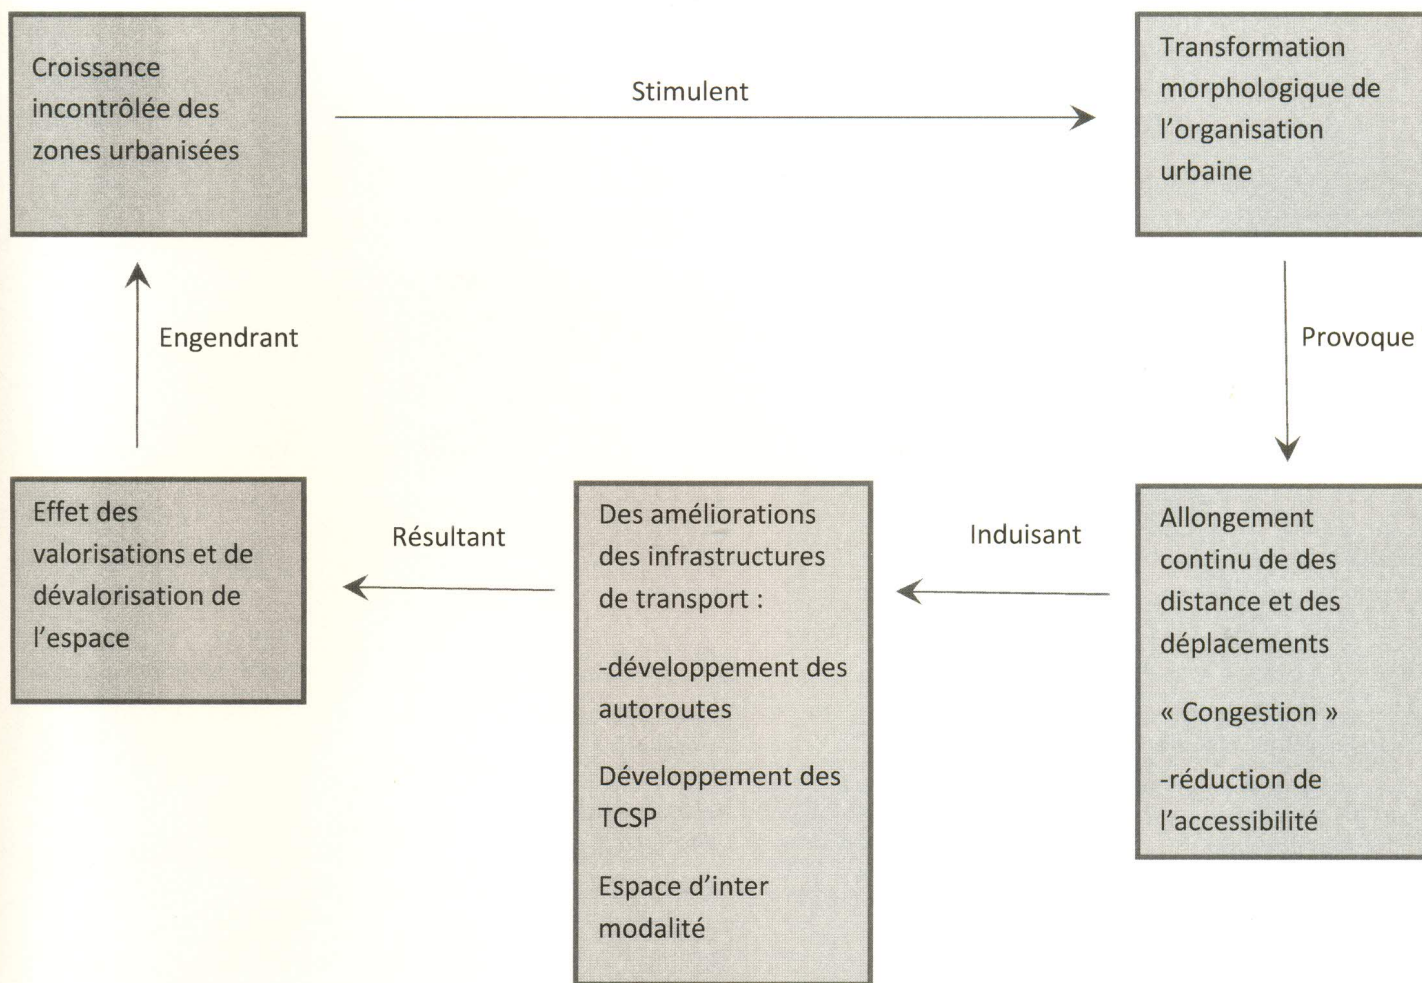 Croissance
incontrôlée des
zones urbanisées
Stimulent
Transformation
morphologique de
l'organisation
urbaine
Engendrant
Provoque
Effet des
valorisations et de
dévalorisation de
l'espace
Résultant
Des améliorations
des infrastructures
de transport :
-développement des
autoroutes
Développement des
TCSP
Espace d'inter
modalité
Induisant
Allongement
continu de des
distance et des
déplacements
« Congestion »
-réduction de
l'accessibilité